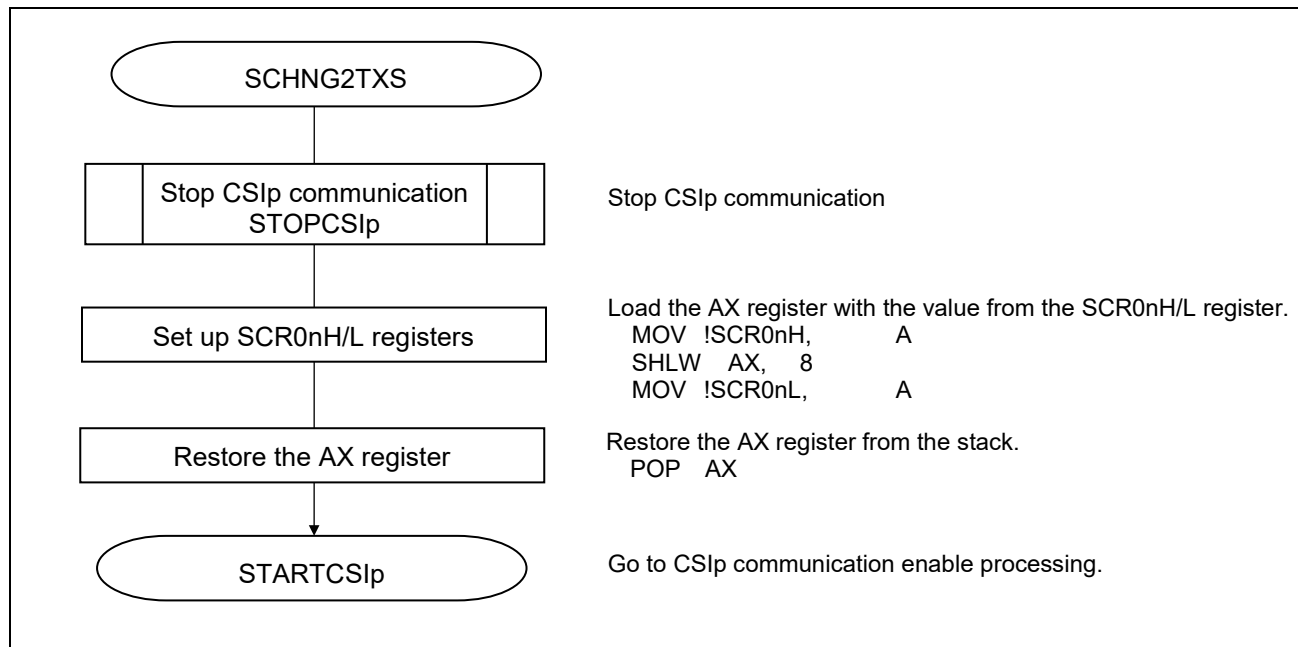 SCHNG2TXS
Stop CSIp communication
STOPCSIp
Stop CSIp communication
Set up SCR0nH/L registers
Load the AX register with the value from the SCR0nH/L register.
MOV !SCR0nH, A
SHLW AX, 8
MOV !SCR0nL, A
Restore the AX register
Restore the AX register from the stack.
POP AX
STARTCSIp
Go to CSIp communication enable processing.